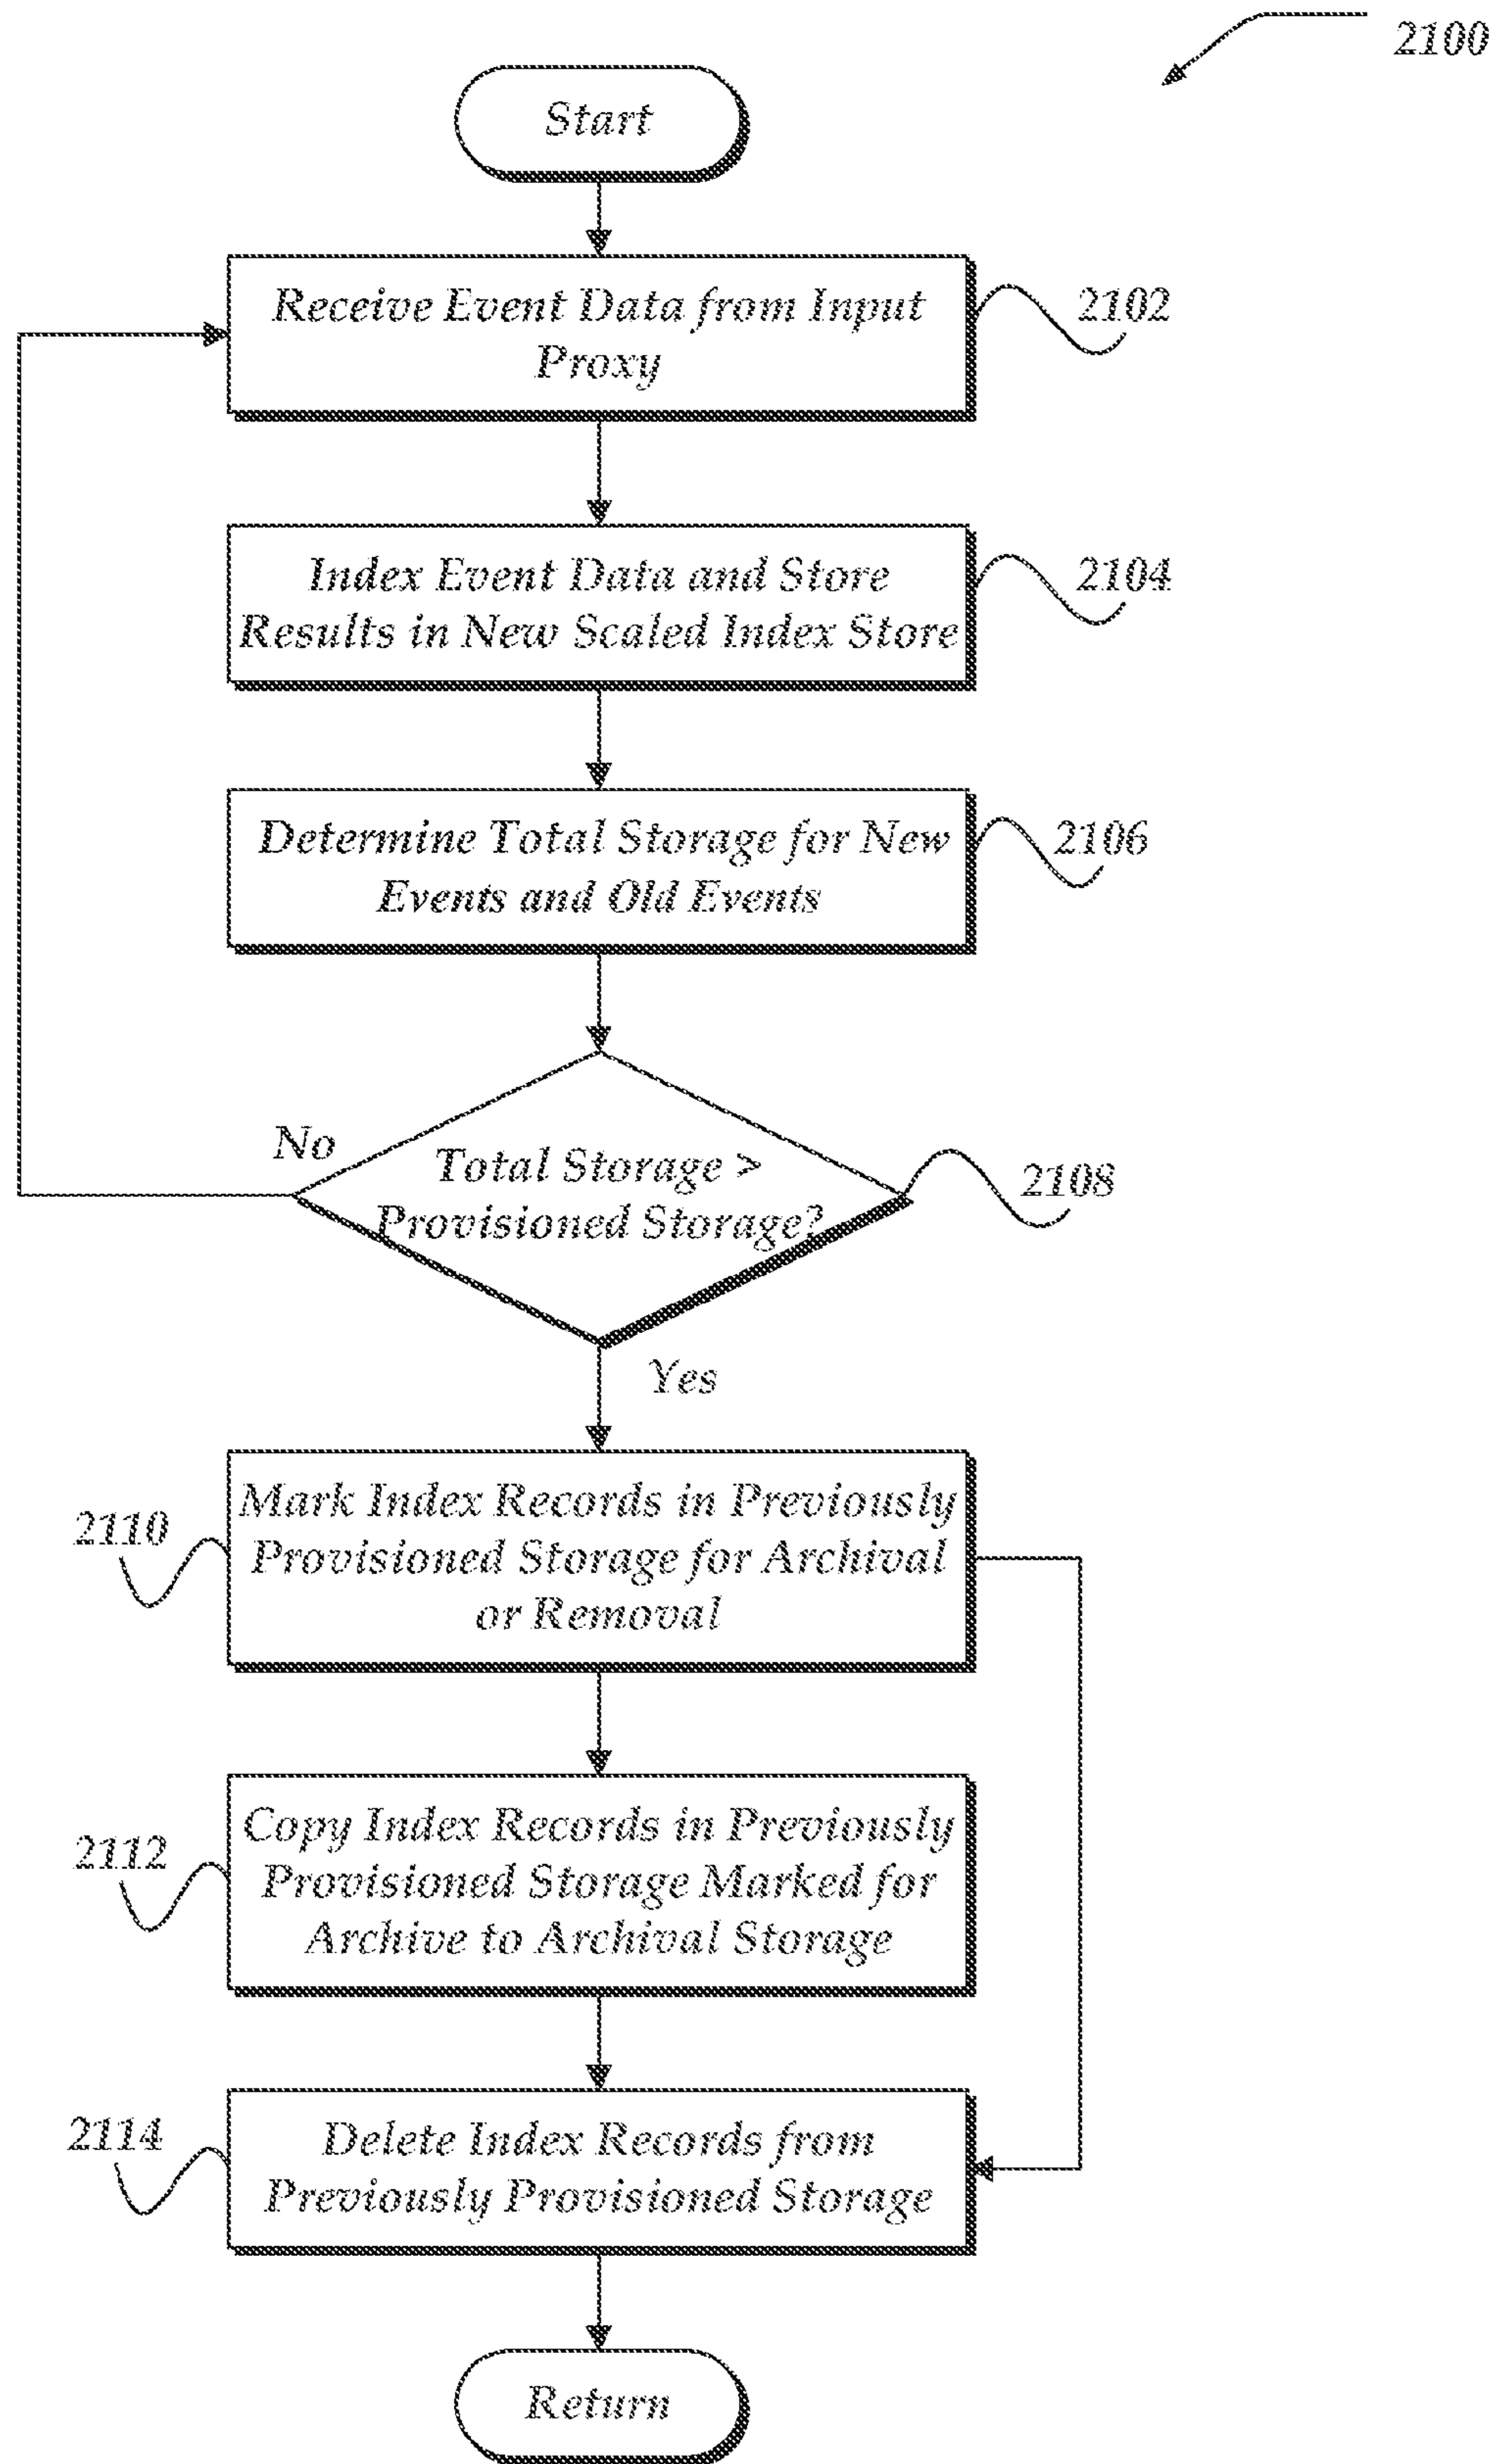 2100
Start
Receive Event Data from Input
Proxy
2102
Index Event Data and Store
Results in New Scaled Index Store
2104
Determine Total Storage for New
Events and Old Events
2106
No
Total Storage >
Provisioned Storage?
2108
Yes
Mark Index Records in Previously
Provisioned Storage for Archival
or Removal
2110
Copy Index Records in Previously
Provisioned Storage Marked for
Archive to Archival Storage
2112
Delete Index Records from
Previously Provisioned Storage
2114
Return